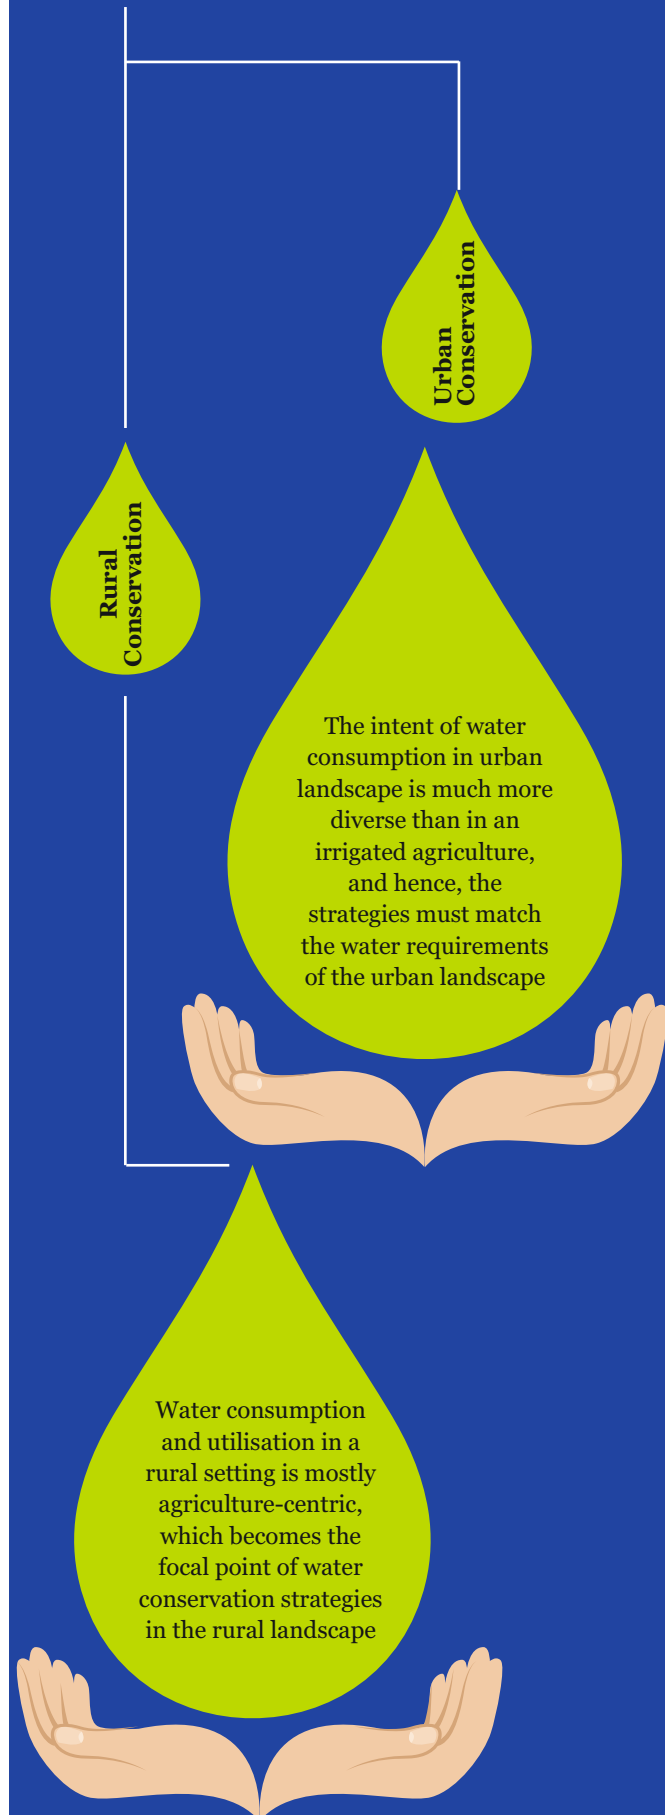 Urban
Conservation
Rural
Conservation
The intent of water
consumption in urban
landscape is much more
diverse than in an
irrigated agriculture,
and hence, the
strategies must match
the water requirements
of the urban landscape
Water consumption
and utilisation in a
rural setting is mostly
agriculture-centric,
which becomes the
focal point of water
conservation strategies
in the rural landscape